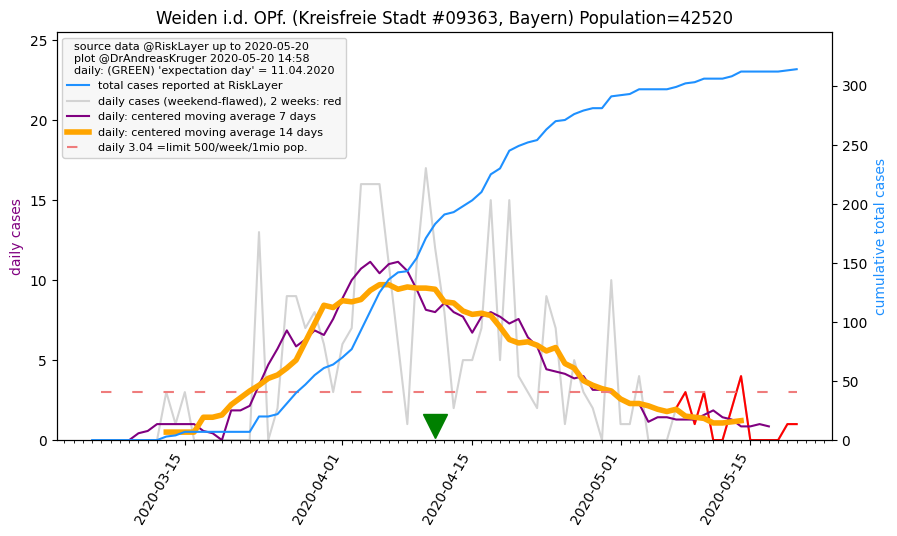 Weiden i.d. OPf. (Kreisfreie Stadt #09363, Bayern) Population=42520
source data @RiskLayer up to 2020-05-20
plot @DrAndreasKruger 2020-05-20 14:58
daily: (GREEN) 'expectation day' = 11.04.2020
total cases reported at RiskLayer
daily cases (weekend-flawed), 2 weeks: red
daily: centered moving average 7 days
daily: centered moving average 14 days
daily 3.04 =limit 500/week/1mio pop.
daily cases
25
20
15
10
5
0
cumulative total cases
300
250
200
150
100
50
0
2020-03-15
2020-04-01
2020-04-15
2020-05-01
2020-05-15